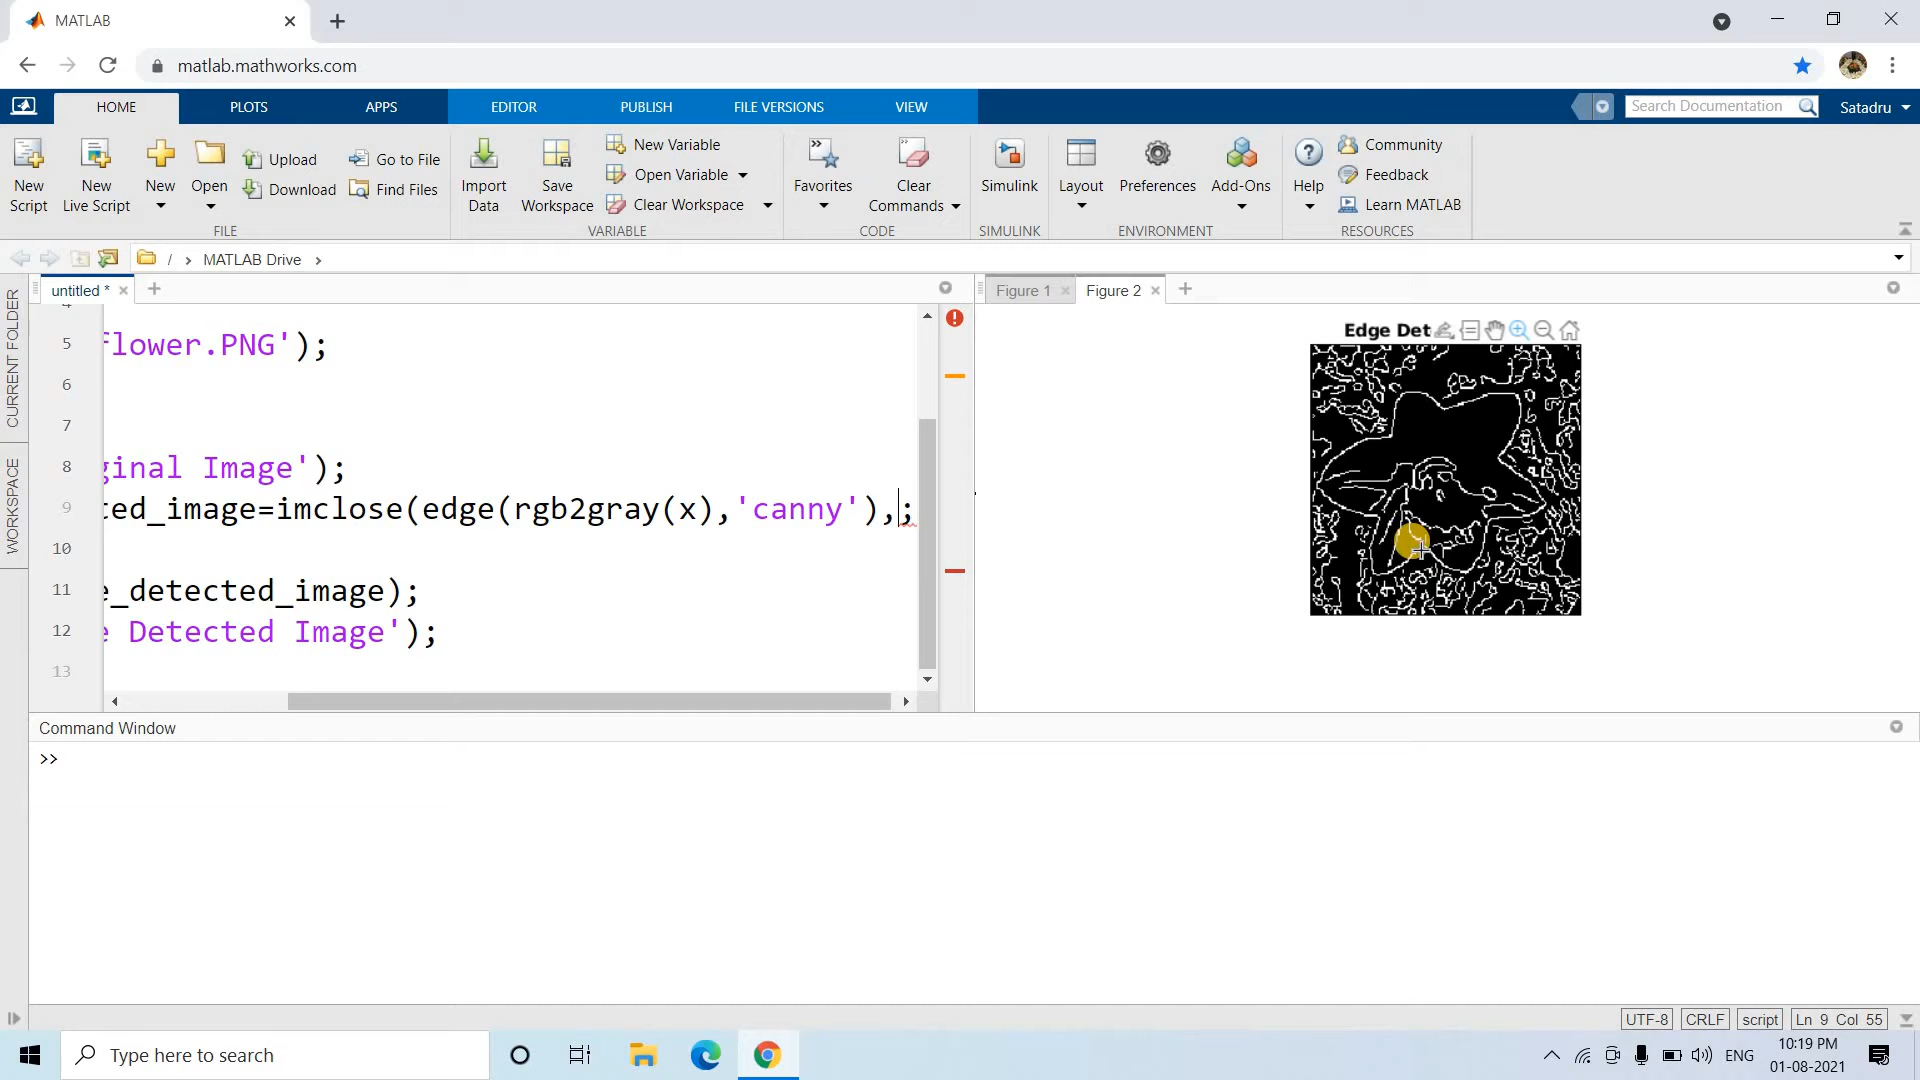 MATLAB
matlab.mathworks.com
HOME PLOTS APPS EDITOR PUBLISH FILE VERSIONS VIEW Search Documentation Satadru
New Script
New Live Script
New
Open
Upload
Download
Go to File
Find Files
FILE
Import Data
Save Workspace
New Variable
Open Variable
Clear Workspace
VARIABLE
Favorites
Clear Commands
CODE
Simulink
SIMULINK
Layout
Preferences
Add-Ons
ENVIRONMENT
Help
Community
Feedback
Learn MATLAB
RESOURCES
/ › MATLAB Drive ›
CURRENT FOLDER
WORKSPACE
untitled *
4
5 flower.PNG');
6
7
8 ginal Image');
9 ted_image=imclose(edge(rgb2gray(x),'canny'),;
10
11 e_detected_image);
12 e Detected Image');
13
Figure 1 Figure 2
Edge Det
Command Window
>>
UTF-8 CRLF script Ln 9 Col 55
Type here to search
ENG
10:19 PM
01-08-2021